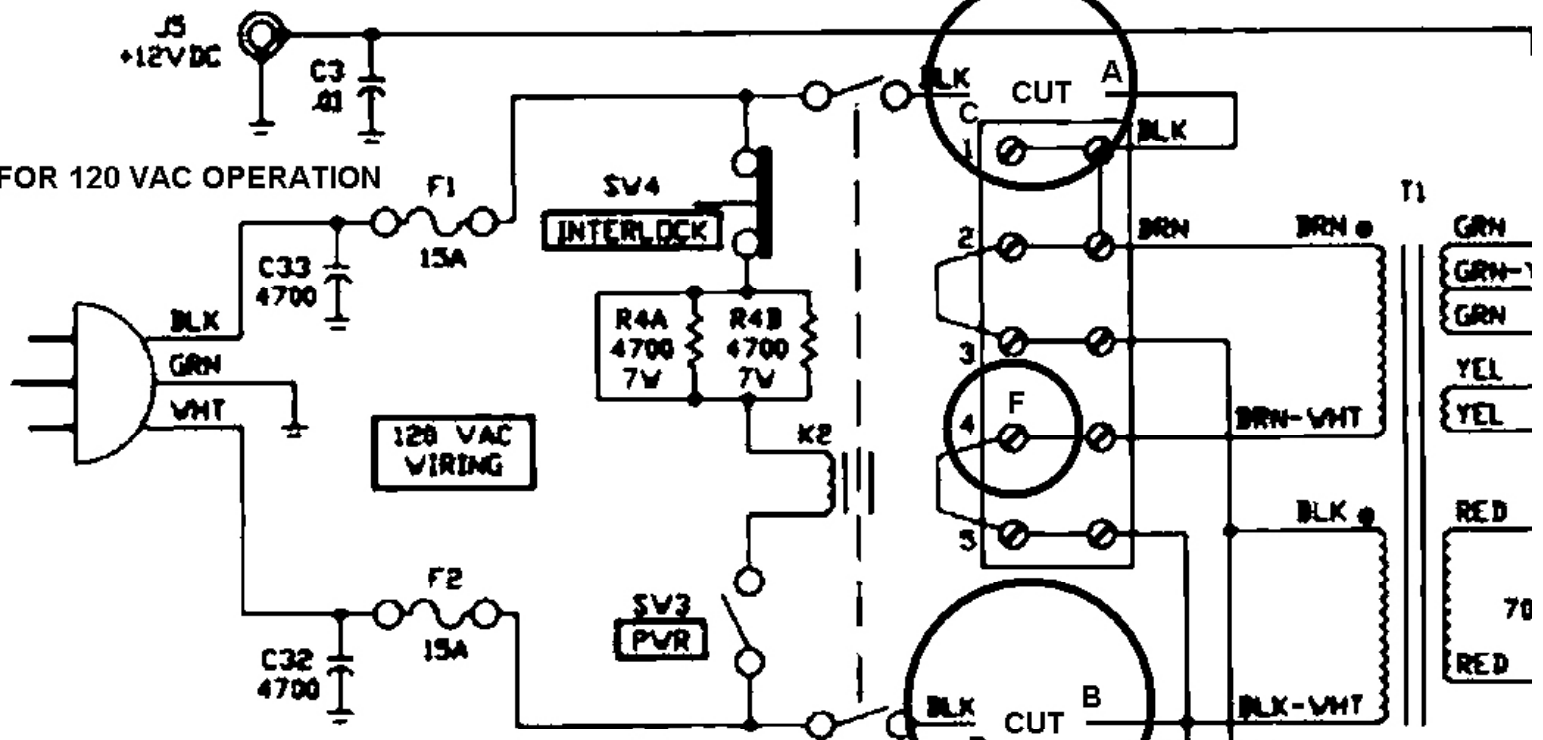 J5
+12VDC
C3
.01
BLK
CUT
A
C
1
BLK
FOR 120 VAC OPERATION
F1
15A
SW4
INTERLOCK
T1
2
BRN
BRN
GRN
GRN-Y
GRN
C33
4700
BLK
GRN
WHT
R4A
4700
7W
R4B
4700
7W
3
YEL
YEL
F
4
BRN-WHT
120 VAC
WIRING
K2
5
BLK
RED
F2
15A
SW3
PWR
70
C32
4700
RED
BLK
CUT
B
BLK-WHT